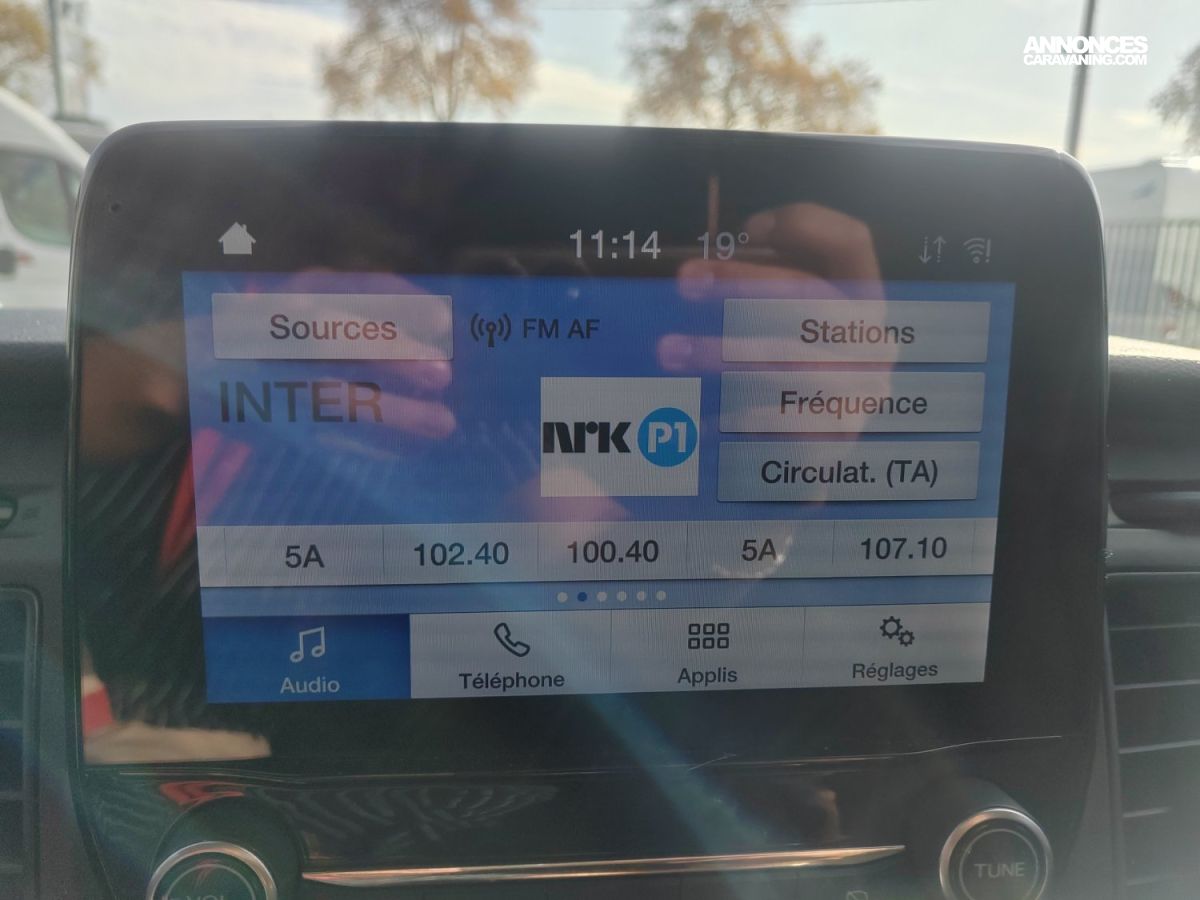 ANNONCES
CARAVANING.COM
11:14 19°
Sources
FM AF
Stations
INTER
Fréquence
nrk P1
Circulat. (TA)
5A 102.40 100.40 5A 107.10
Audio Téléphone Applis Réglages
VOL
TUNE